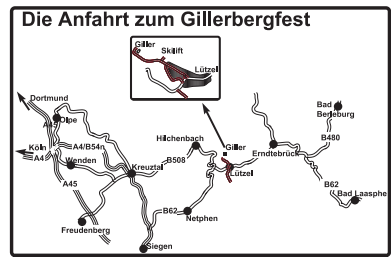 Die Anfahrt zum Gillerbergfest
Giller
Skilift
Lützel
Dortmund
A45
Olpe
Bad
Berleburg
Köln
A4
A4/B54n
Hilchenbach
Giller
B480
Wenden
Kreuztal
B508
Erndtebrück
Lützel
A45
B62
Bad Laasphe
B62
Netphen
Freudenberg
Siegen